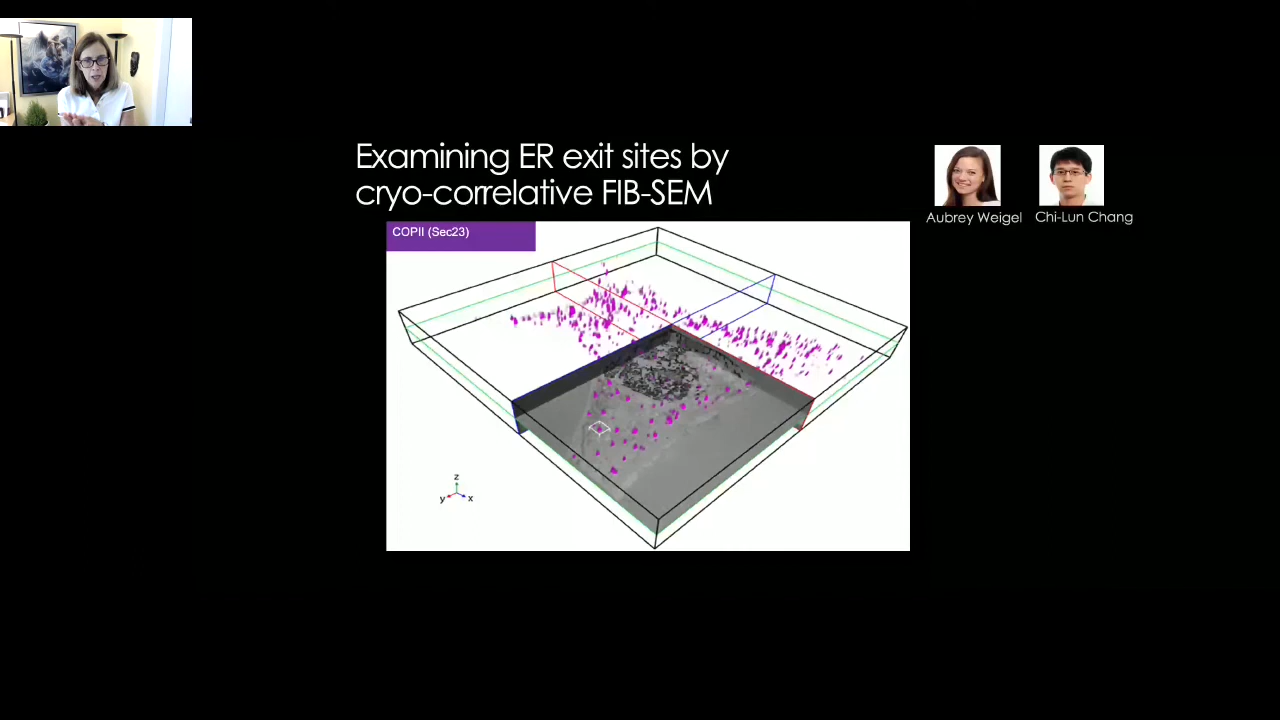 Examining ER exit sites by
cryo-correlative FIB-SEM
Aubrey Weigel
Chi-Lun Chang
COPII (Sec23)
z
y
x